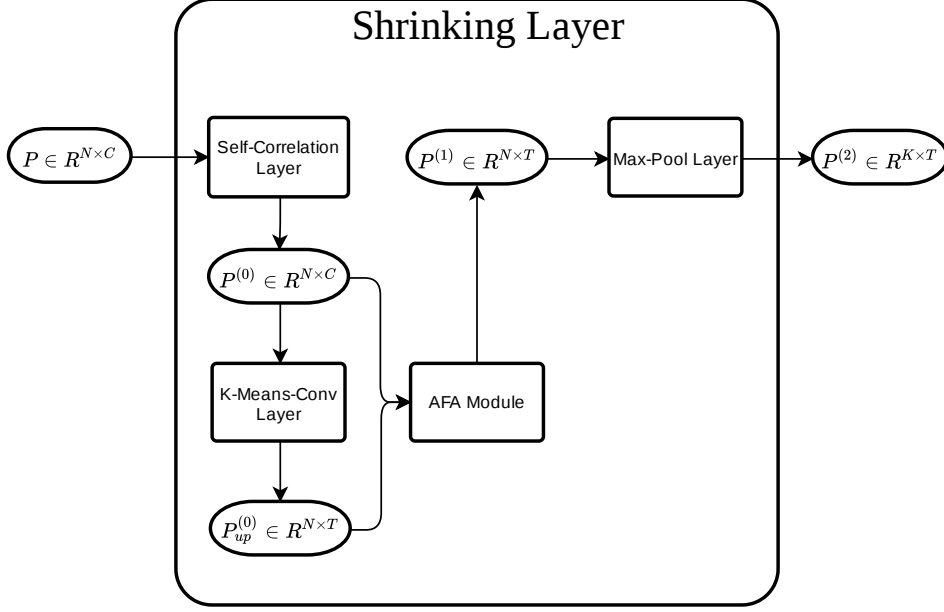 Shrinking Layer
P ∈ R^{N×C}
Self-Correlation
Layer
P^{(1)} ∈ R^{N×T}
Max-Pool Layer
P^{(2)} ∈ R^{K×T}
P^{(0)} ∈ R^{N×C}
K-Means-Conv
Layer
AFA Module
P_{up}^{(0)} ∈ R^{N×T}